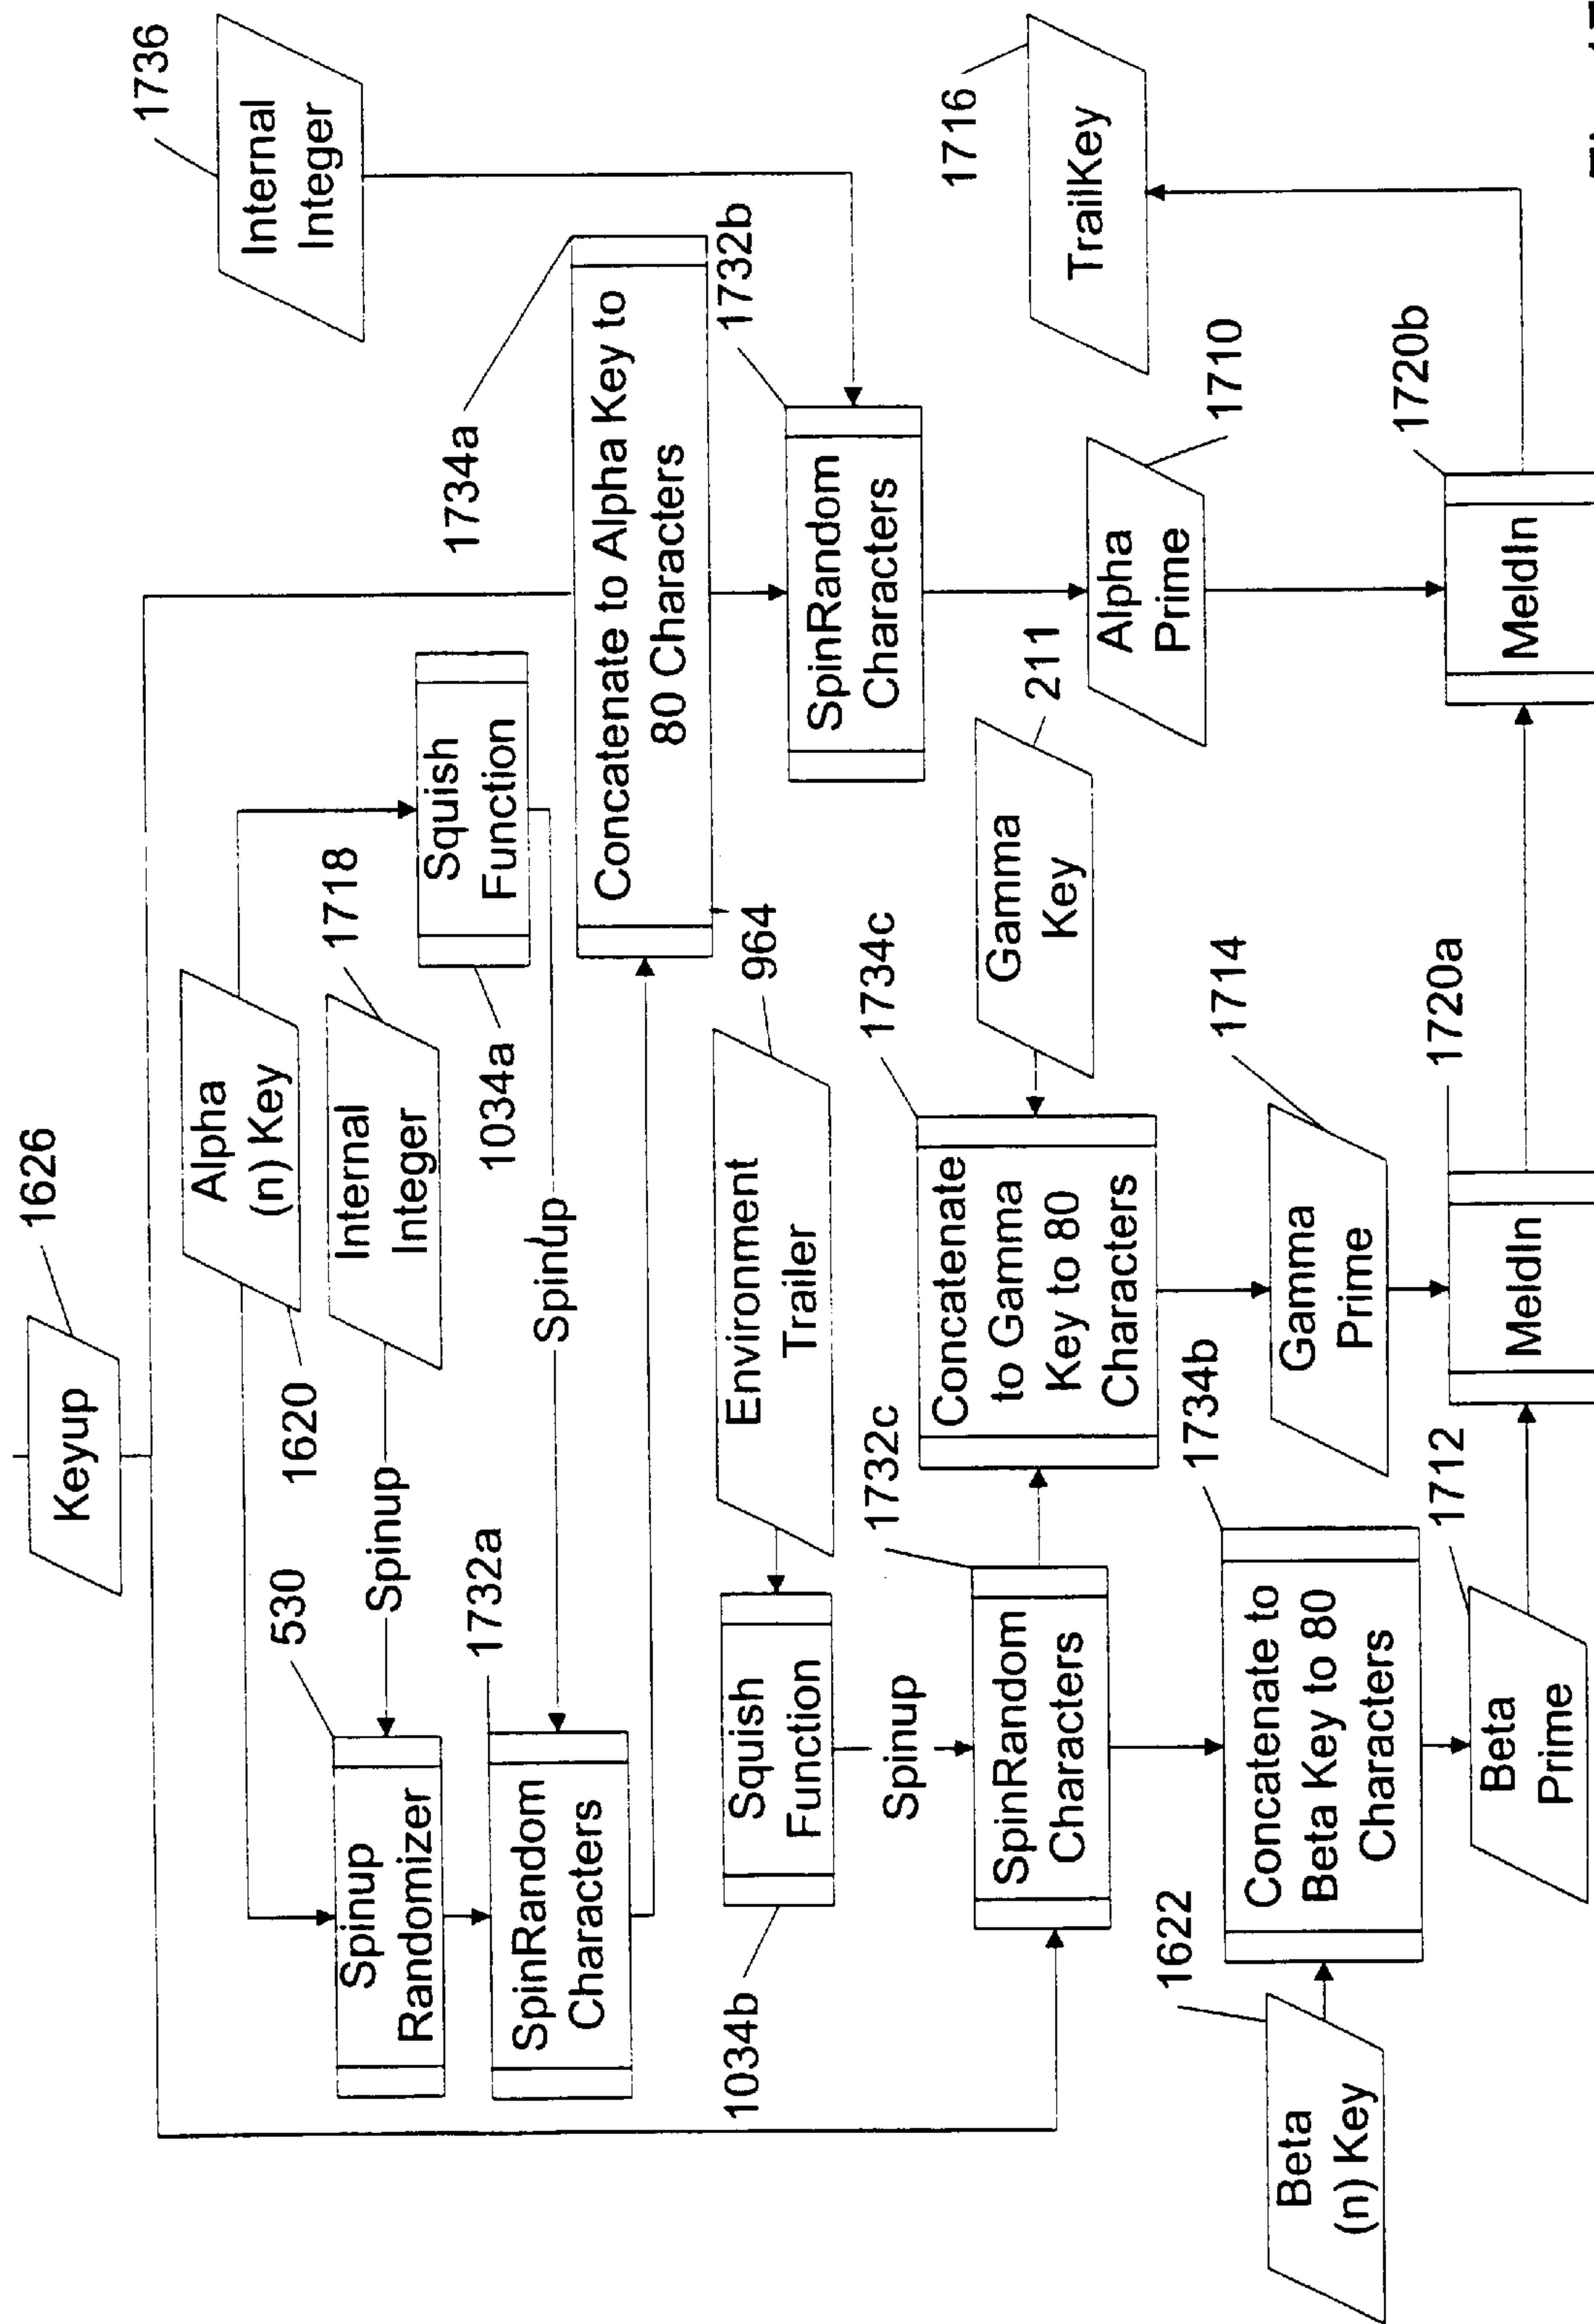 Keyup
1626
Alpha
(n) Key
1620
Internal
Integer
1718
Internal
Integer
1736
530
Spinup
Spinup
Randomizer
Squish
Function
1034a
1732a
SpinRandom
Characters
Spinup
1734a
Concatenate to Alpha Key to
80 Characters
1732b
SpinRandom
Characters
Environment
Trailer
964
Squish
Function
1034b
Spinup
1732c
SpinRandom
Characters
1734c
Concatenate
to Gamma
Key to 80
Characters
Gamma
Key
211
Alpha
Prime
1710
TrailKey
1716
Beta
(n) Key
1622
1734b
Concatenate to
Beta Key to 80
Characters
Gamma
Prime
1714
Beta
Prime
1712
MeldIn
1720a
MeldIn
1720b